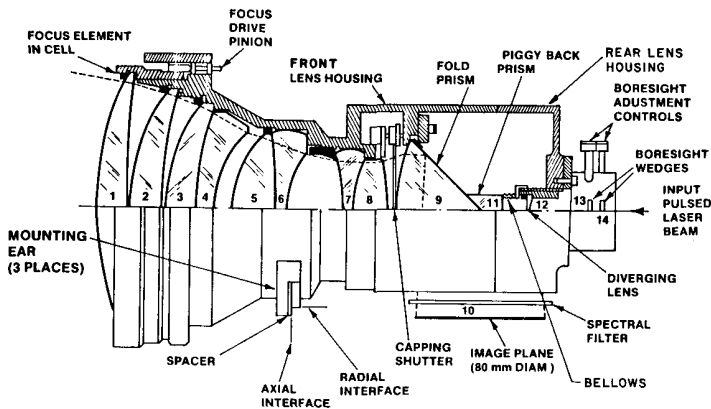 FOCUS ELEMENT
IN CELL
FOCUS
DRIVE
PINION
FRONT
LENS HOUSING
FOLD
PRISM
PIGGY BACK
PRISM
REAR LENS
HOUSING
BORESIGHT
ADUSTMENT
CONTROLS
BORESIGHT
WEDGES
INPUT
PULSED
LASER
BEAM
1
2
3
4
5
6
7
8
9
11
12
13
14
MOUNTING
EAR
(3 PLACES)
DIVERGING
LENS
10
SPECTRAL
FILTER
SPACER
CAPPING
SHUTTER
IMAGE PLANE
(80 mm DIAM )
BELLOWS
RADIAL
INTERFACE
AXIAL
INTERFACE